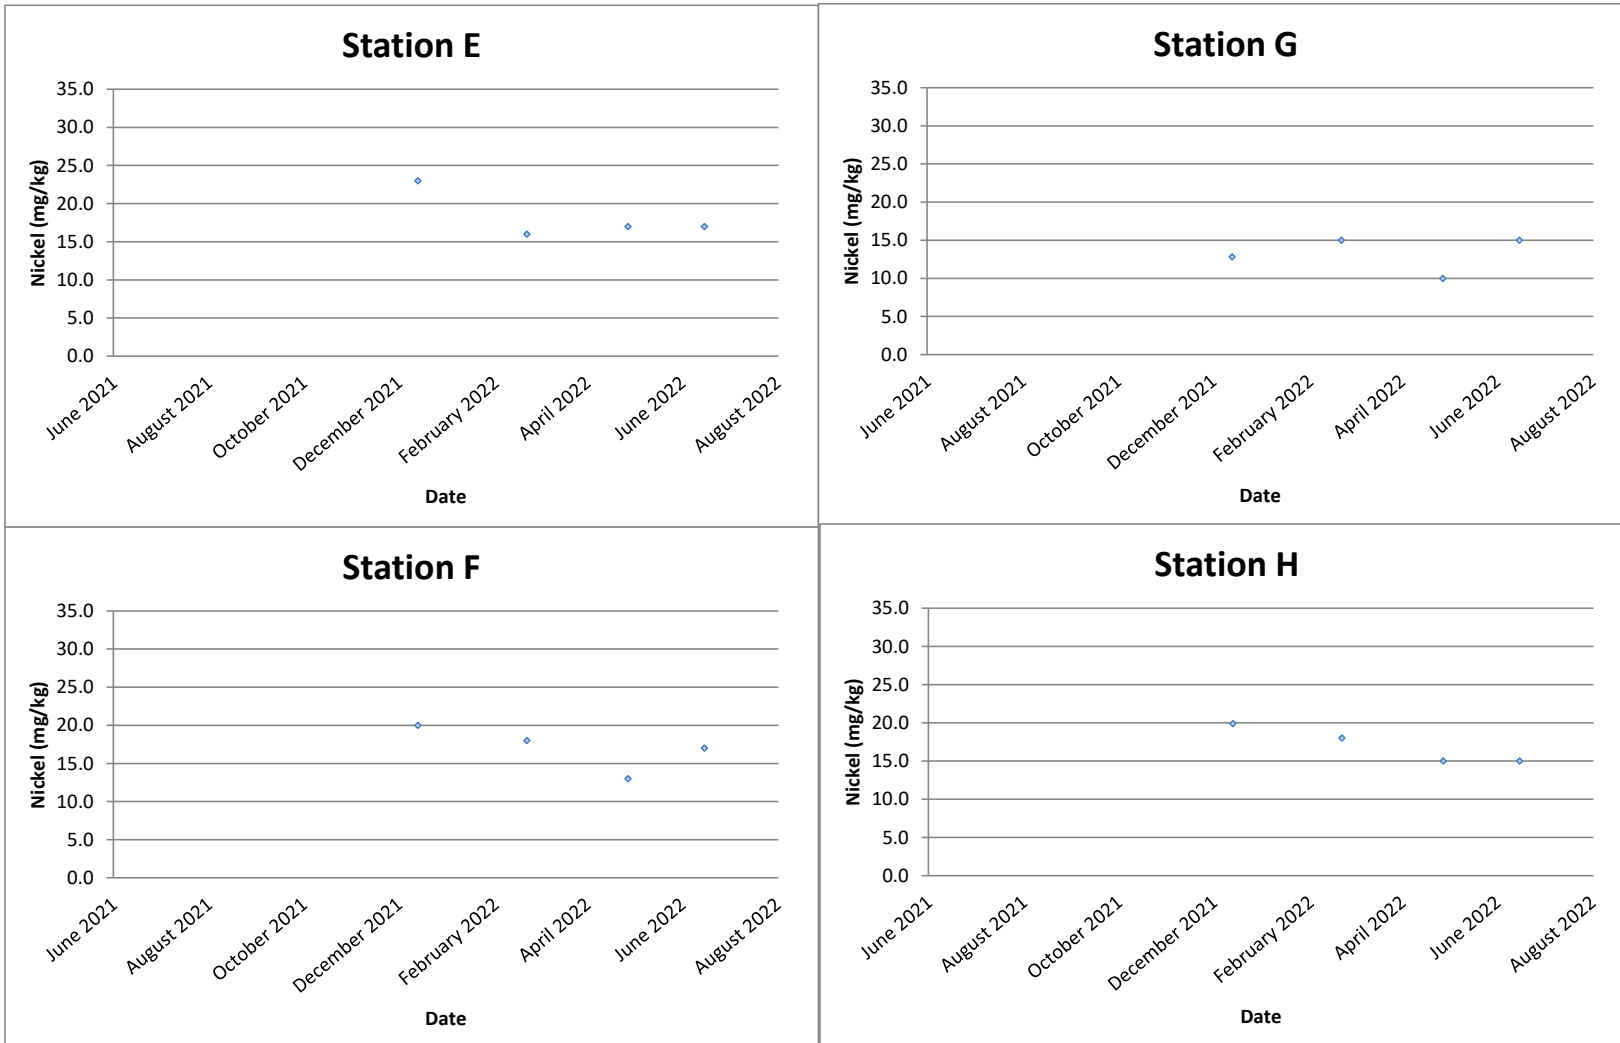 Station E
35.0
30.0
25.0
20.0
15.0
10.0
5.0
0.0
Nickel (mg/kg)
June 2021
August 2021
October 2021
December 2021
February 2022
April 2022
June 2022
August 2022
Date
Station G
35.0
30.0
25.0
20.0
15.0
10.0
5.0
0.0
Nickel (mg/kg)
June 2021
August 2021
October 2021
December 2021
February 2022
April 2022
June 2022
August 2022
Date
Station F
35.0
30.0
25.0
20.0
15.0
10.0
5.0
0.0
Nickel (mg/kg)
June 2021
August 2021
October 2021
December 2021
February 2022
April 2022
June 2022
August 2022
Date
Station H
35.0
30.0
25.0
20.0
15.0
10.0
5.0
0.0
Nickel (mg/kg)
June 2021
August 2021
October 2021
December 2021
February 2022
April 2022
June 2022
August 2022
Date